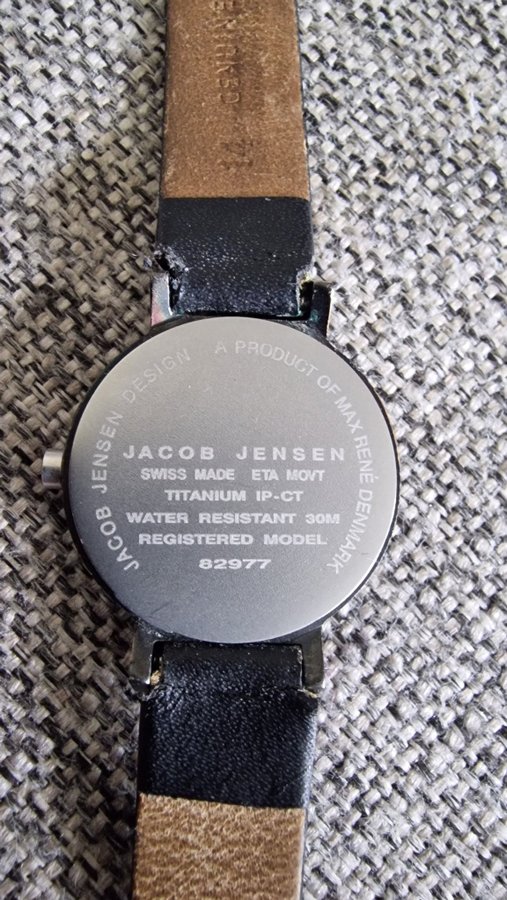 JACOB JENSEN DESIGN A PRODUCT OF MAX RENÉ DENMARK
JACOB JENSEN
SWISS MADE ETA MOVT
TITANIUM IP-CT
WATER RESISTANT 30M
REGISTERED MODEL
82977